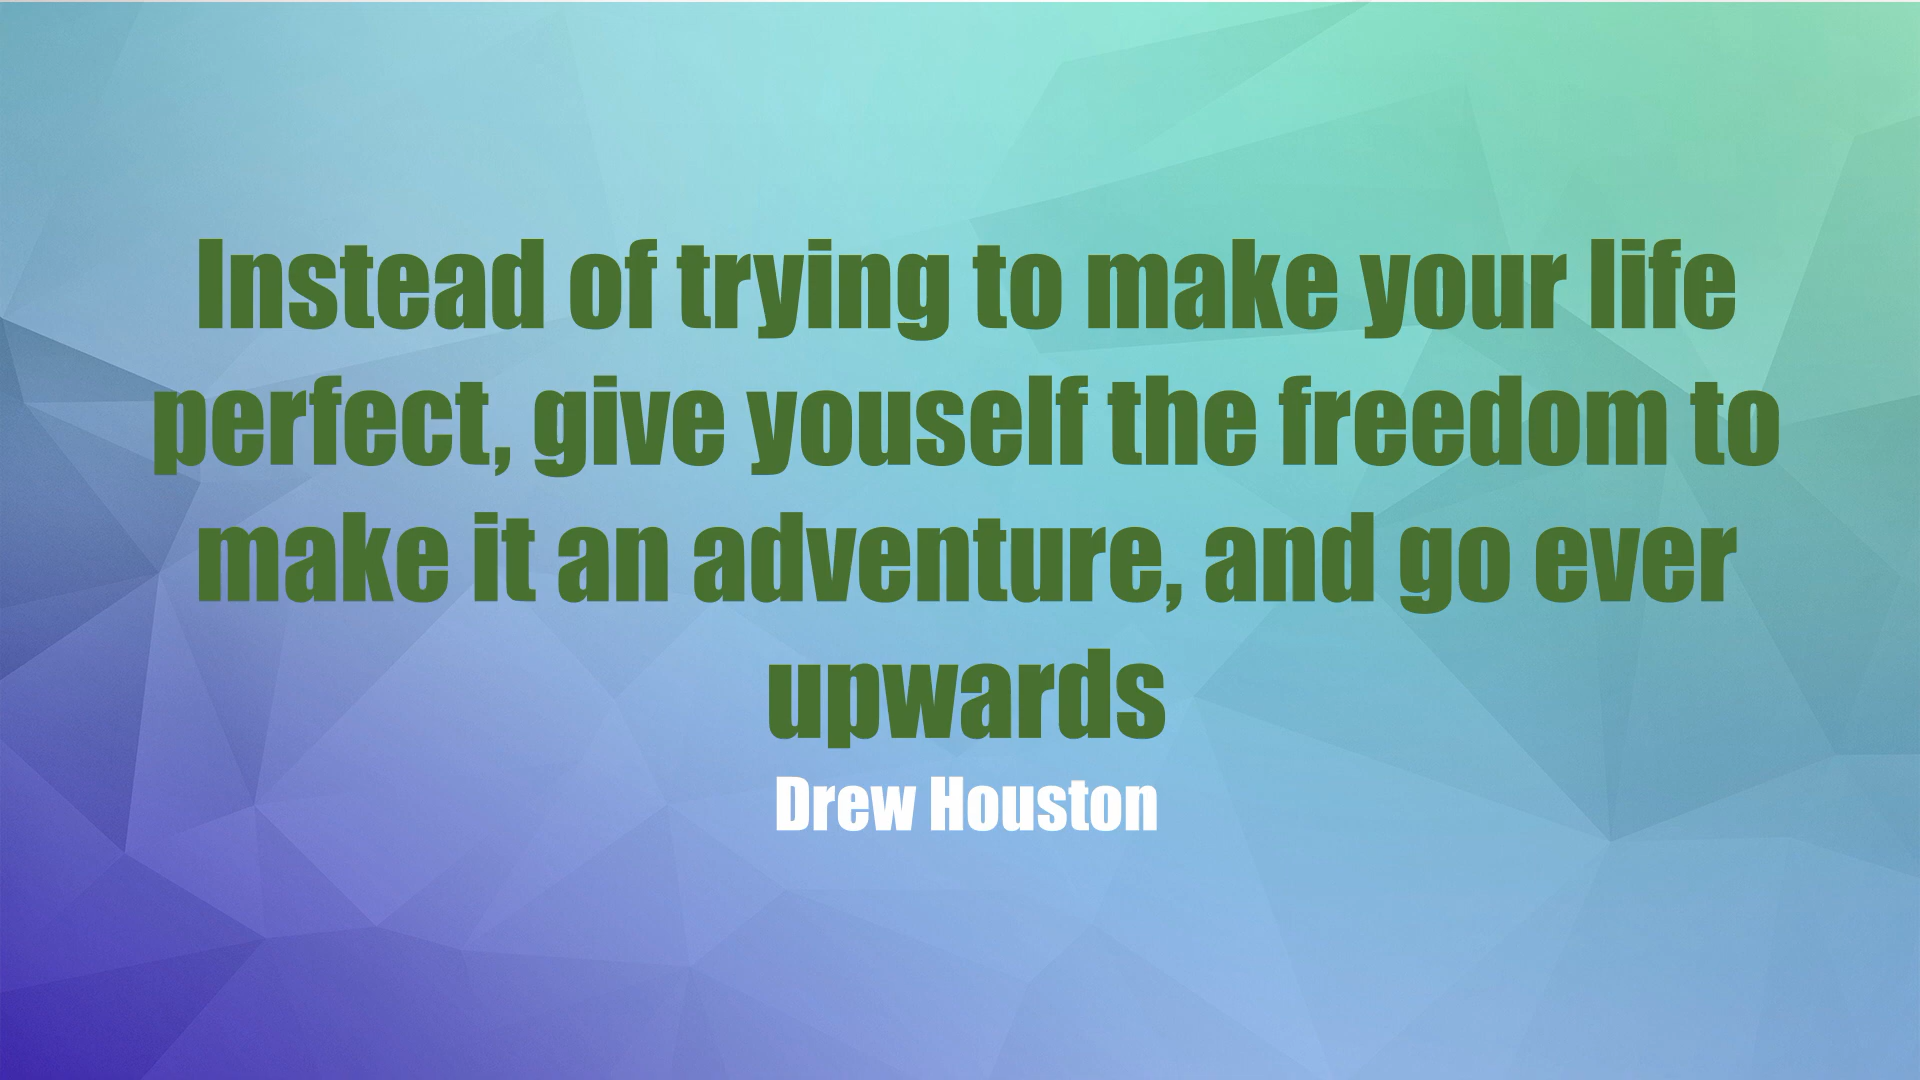 Instead of trying to make your life
perfect, give youself the freedom to
make it an adventure, and go ever
upwards
Drew Houston